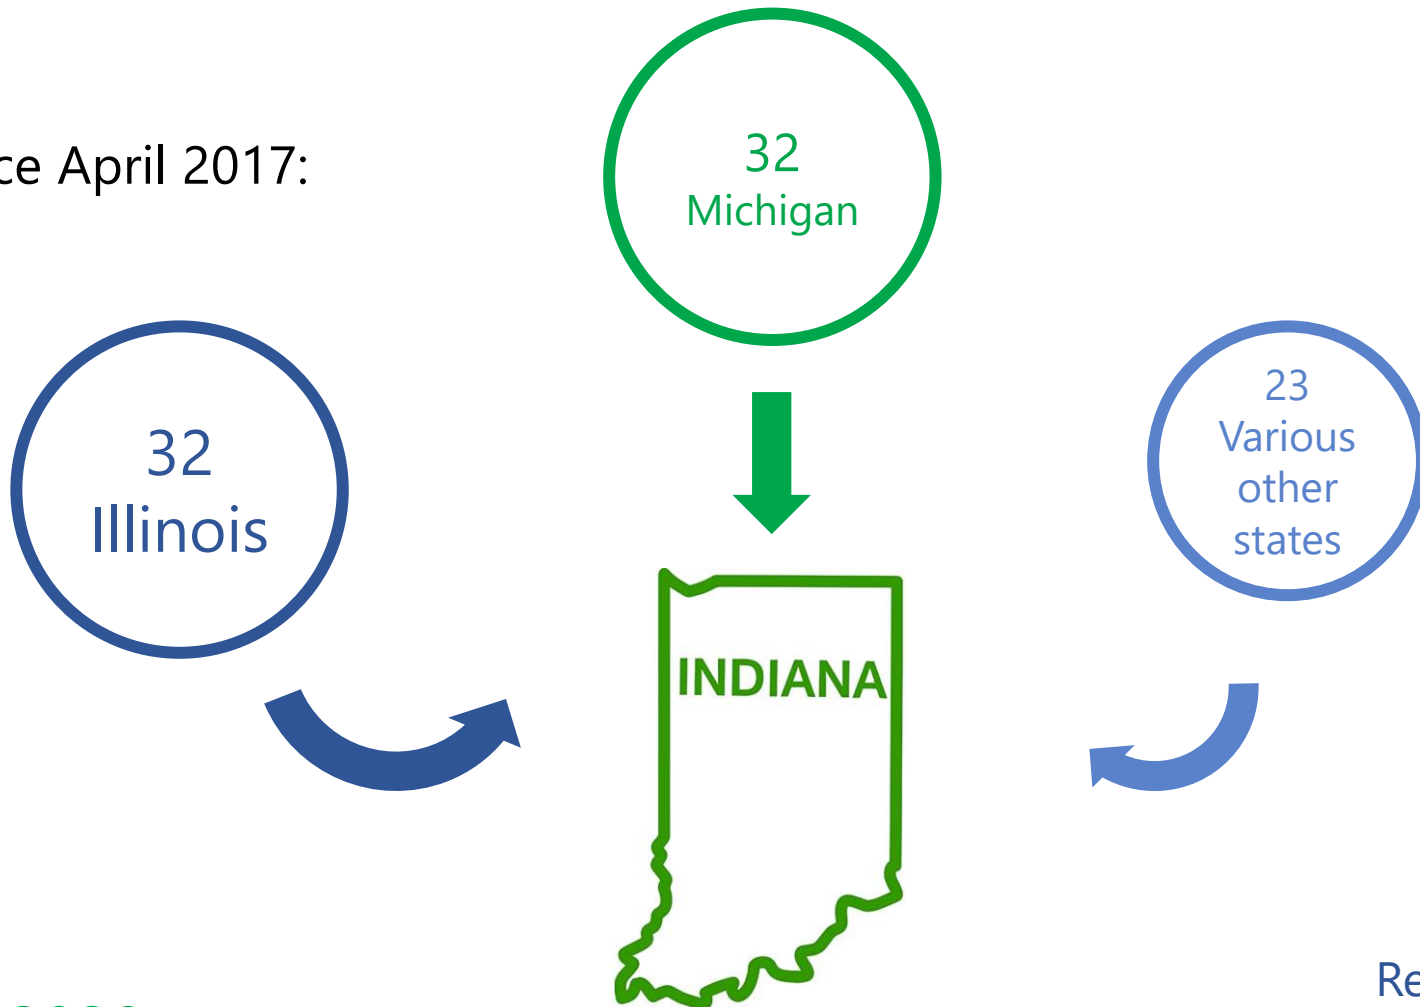 ce April 2017:
32
Michigan
32
Illinois
23
Various
other
states
INDIANA
Re